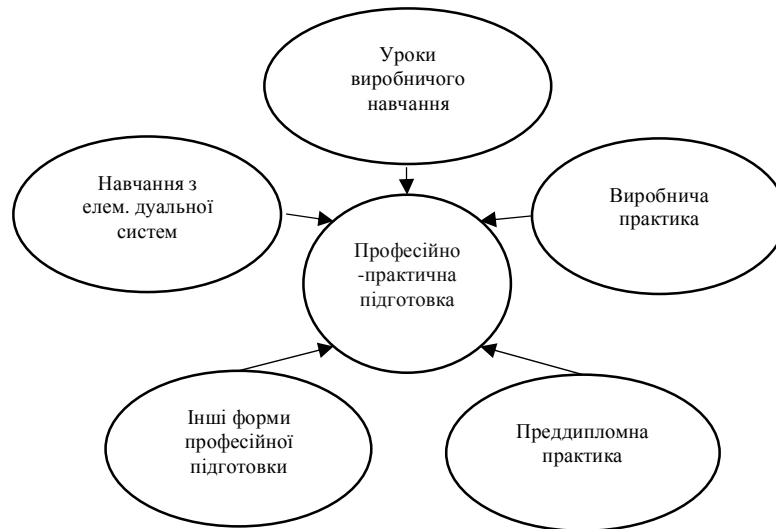 Уроки
виробничого
навчання
Навчання з
елем. дуальної
систем
Виробнича
практика
Професійно
-практична
підготовка
Інші форми
професійної
підготовки
Преддипломна
практика